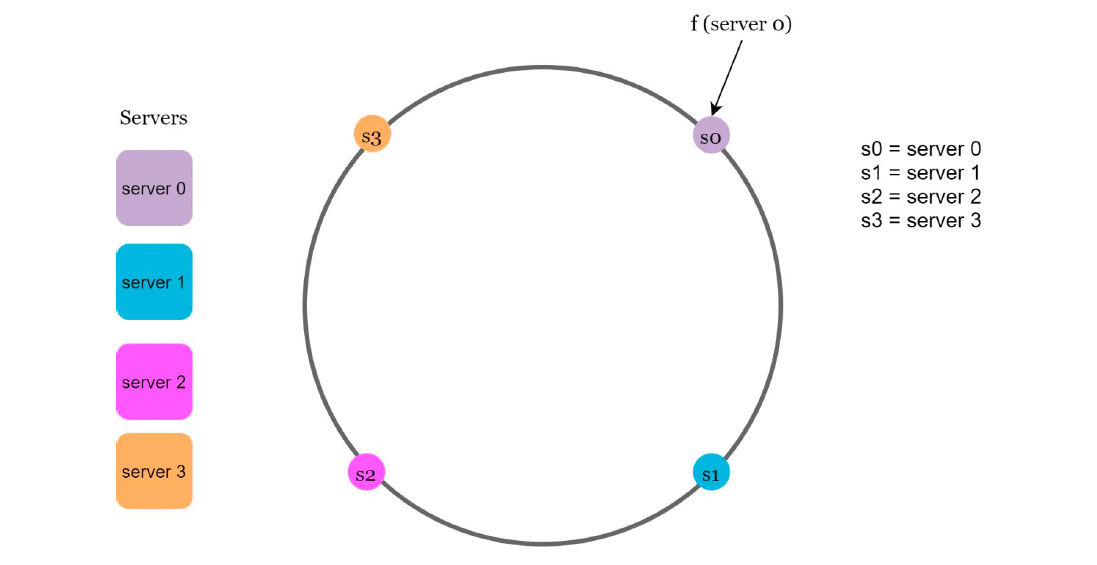 f (server 0)
Servers
s3
s0
server 0
s0 = server 0
s1 = server 1
s2 = server 2
s3 = server 3
server 1
server 2
server 3
s2
s1